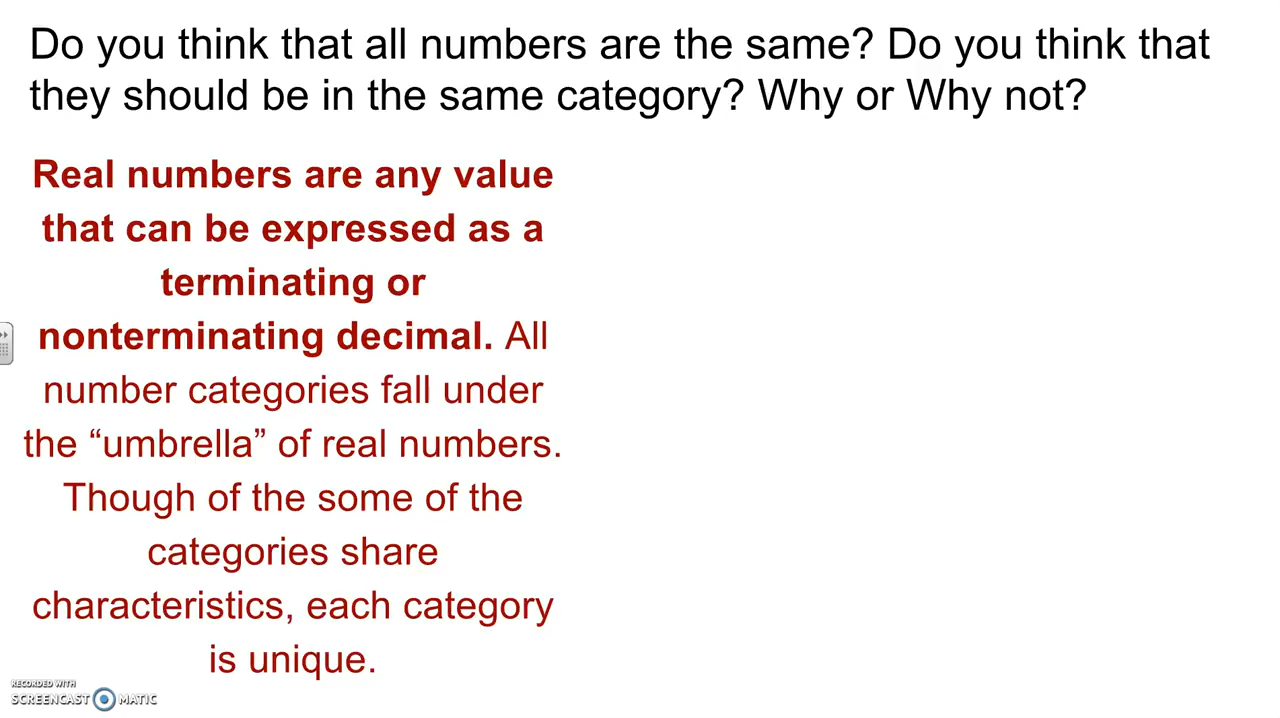 Do you think that all numbers are the same? Do you think that
they should be in the same category? Why or Why not?
Real numbers are any value
that can be expressed as a
terminating or
nonterminating decimal. All
number categories fall under
the “umbrella” of real numbers.
Though of the some of the
categories share
characteristics, each category
is unique.
RECORDED WITH
SCREENCAST MATIC